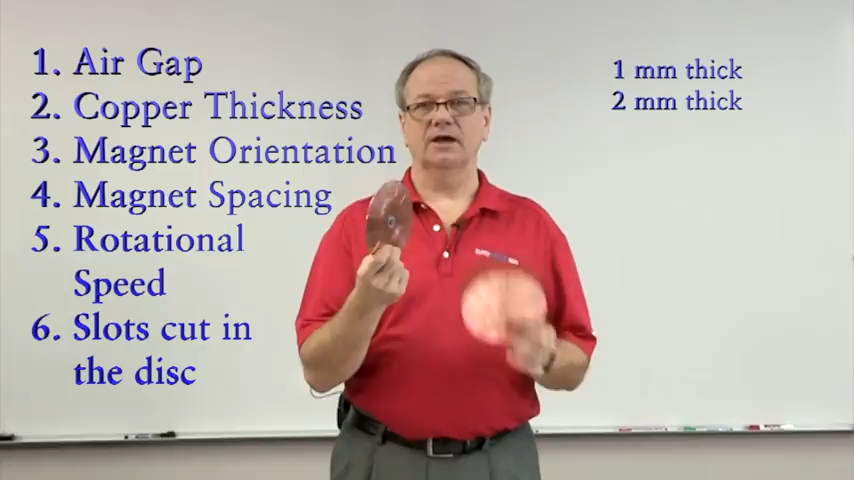 1. Air Gap
2. Copper Thickness
3. Magnet Orientation
4. Magnet Spacing
5. Rotational
Speed
6. Slots cut in
the disc
1 mm thick
2 mm thick